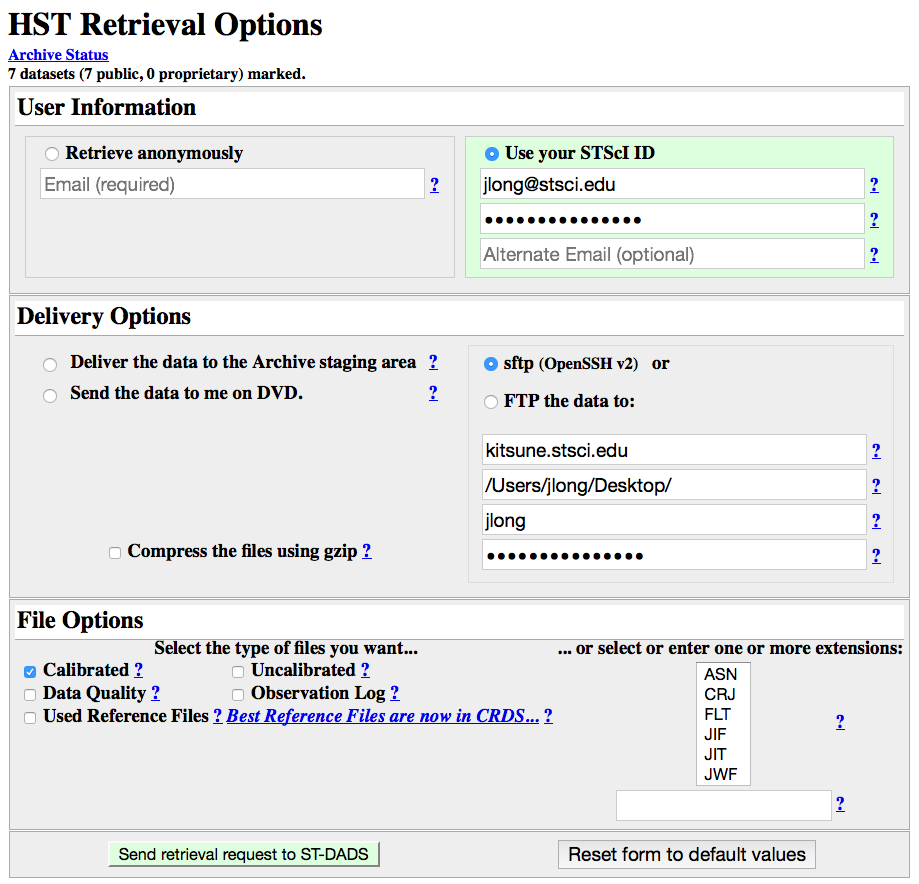 HST Retrieval Options
Archive Status
7 datasets (7 public, 0 proprietary) marked.
User Information
Retrieve anonymously
Email (required) ?
Use your STScI ID
jlong@stsci.edu ?
••••••••••••••• ?
Alternate Email (optional) ?
Delivery Options
Deliver the data to the Archive staging area ?
Send the data to me on DVD. ?
Compress the files using gzip ?
sftp (OpenSSH v2) or
FTP the data to:
kitsune.stsci.edu ?
/Users/jlong/Desktop/ ?
jlong ?
••••••••••••••• ?
File Options
Select the type of files you want...
Calibrated ? Uncalibrated ?
Data Quality ? Observation Log ?
Used Reference Files ? Best Reference Files are now in CRDS... ?
... or select or enter one or more extensions:
ASN
CRJ
FLT
JIF
JIT
JWF
?
?
Send retrieval request to ST-DADS
Reset form to default values